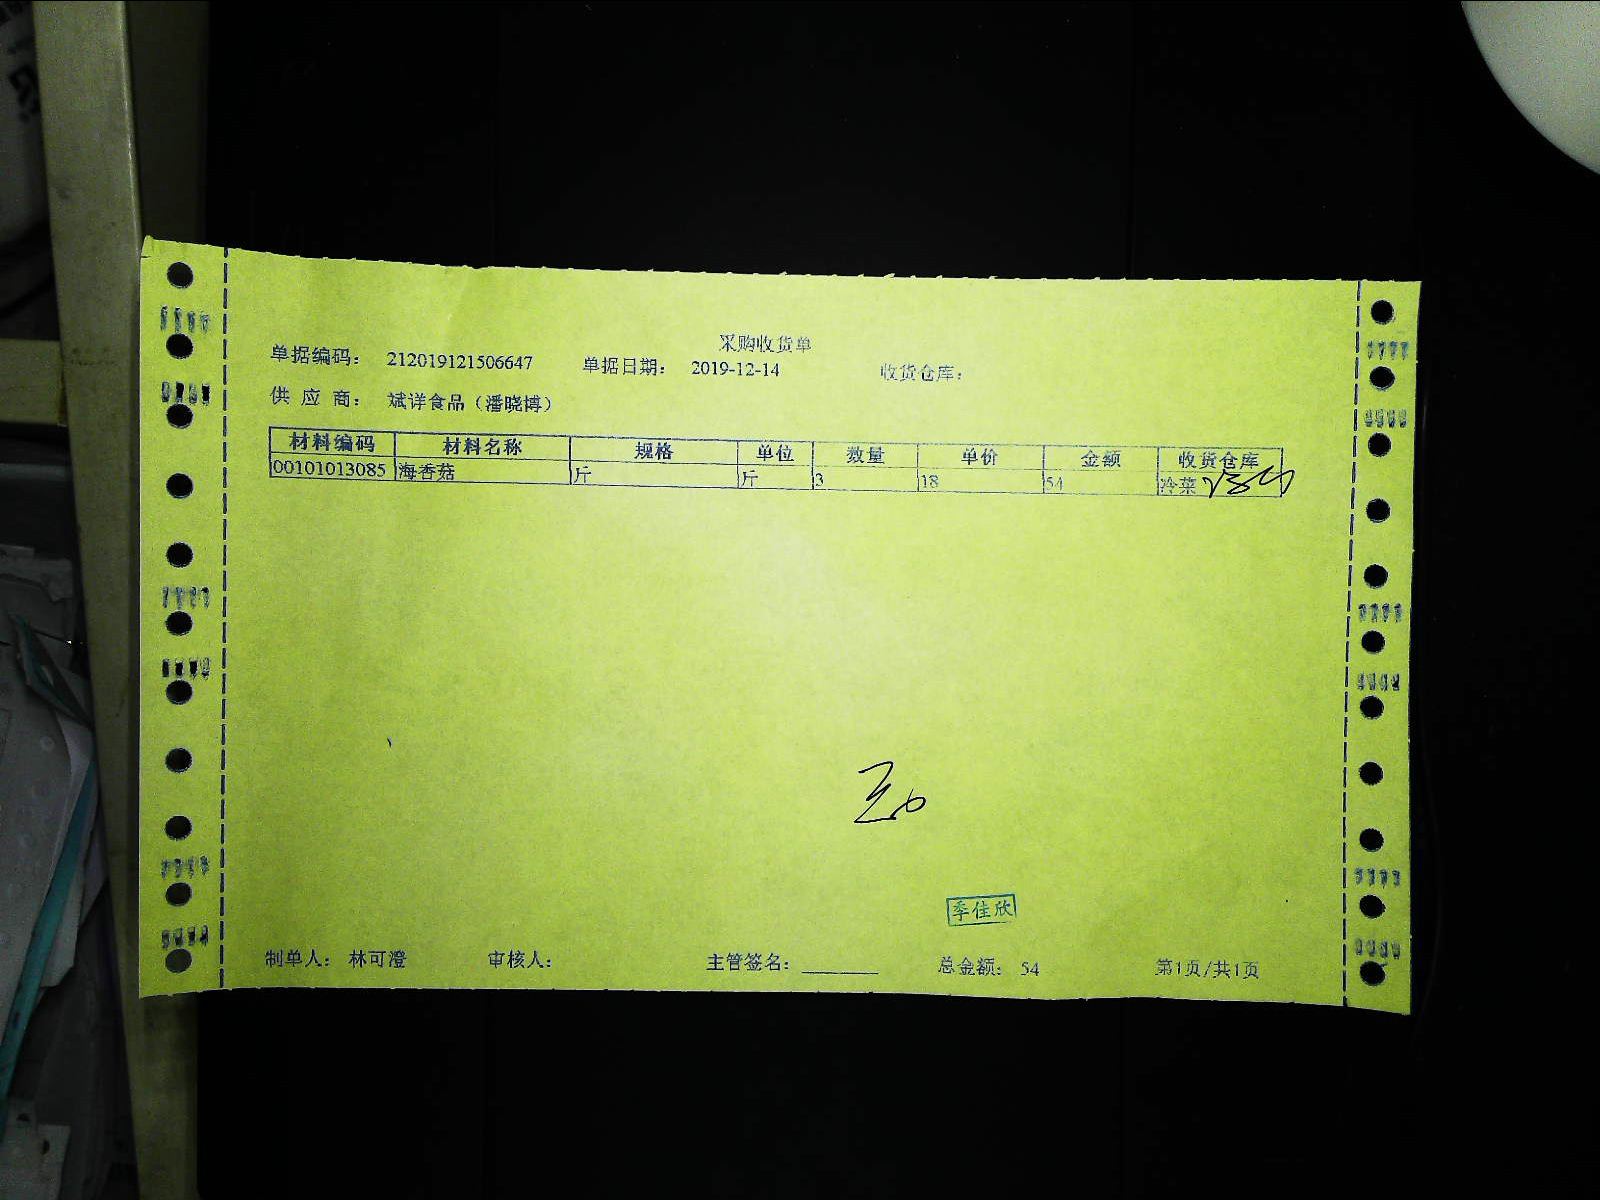 采购收货单
单据编码： 212019121506647 单据日期： 2019-12-14 收货仓库：
供 应 商： 斌详食品（潘晓博）
材料编码 材料名称 规格 单位 数量 单价 金额 收货仓库
00101013085 海香菇 斤 斤 3 18 54 冷菜
季佳欣
制单人： 林可澄 审核人： 主管签名： 总金额： 54 第1页/共1页